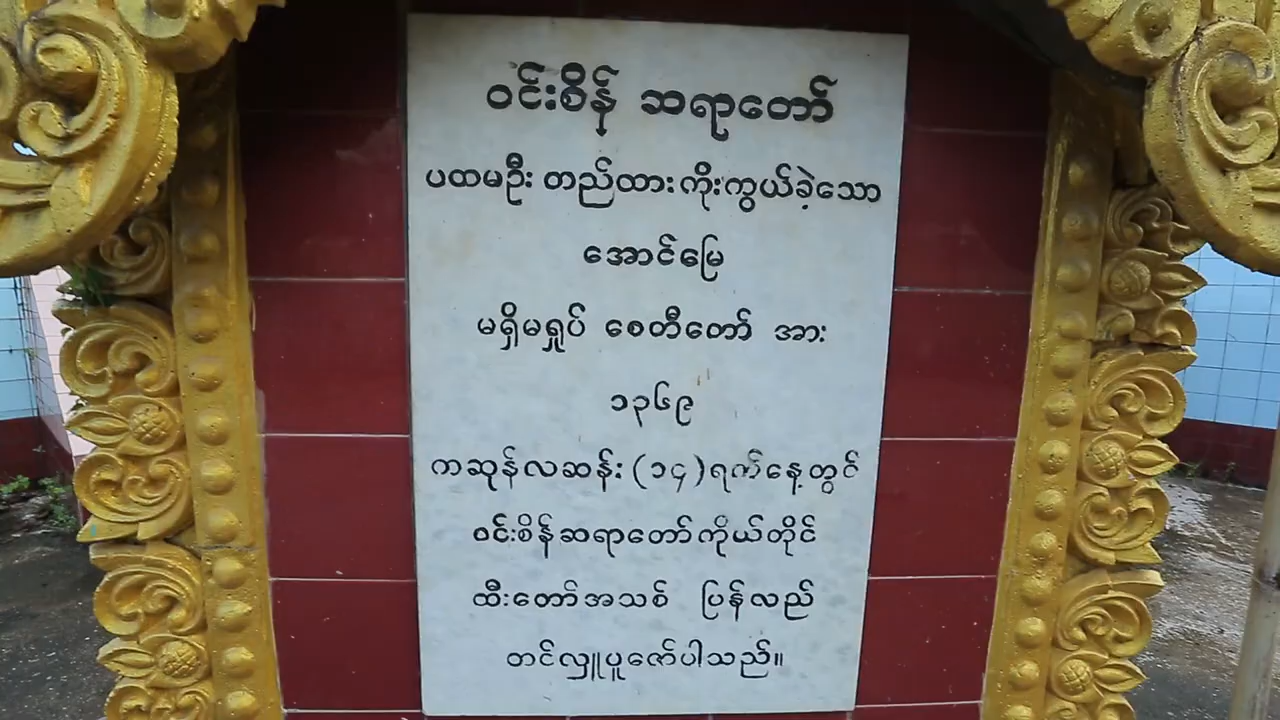 ဝင်းစိန် ဆရာတော်
ပထမဦး တည်ထားကိုးကွယ်ခဲ့သော
အောင်မြေ
မရှိမရှုပ် စေတီတော် အား
၁၃၆၉
ကဆုန်လဆန်း (၁၄) ရက်နေ့တွင်
ဝင်းစိန်ဆရာတော်ကိုယ်တိုင်
ထီးတော်အသစ် ပြန်လည်
တင်လှူပူဇော်ပါသည်။